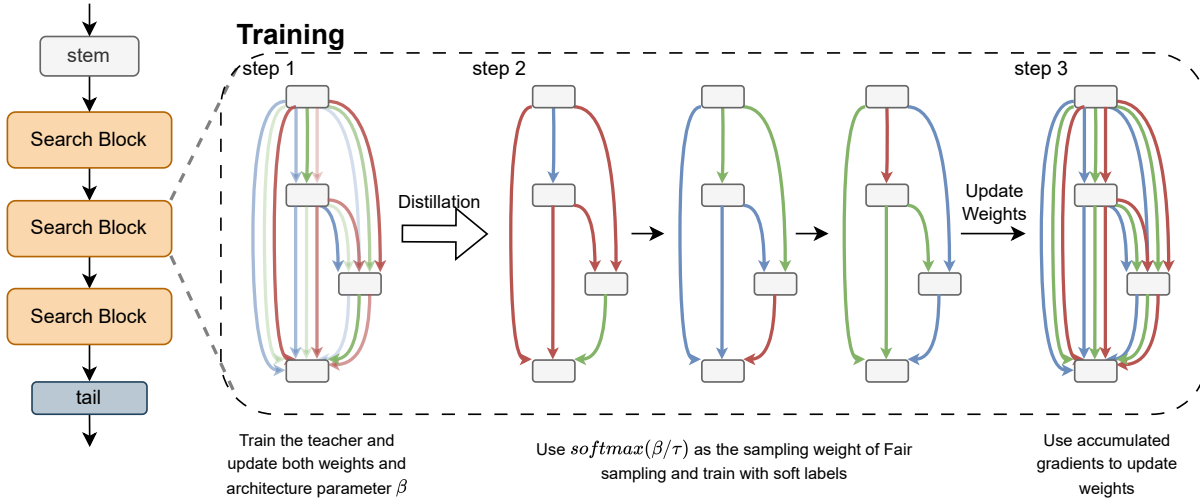 Training
step 1
step 2
step 3
stem
Search Block
Search Block
Search Block
tail
Distillation
Update
Weights
Train the teacher and
update both weights and
architecture parameter β
Use softmax(β/τ) as the sampling weight of Fair
sampling and train with soft labels
Use accumulated
gradients to update
weights